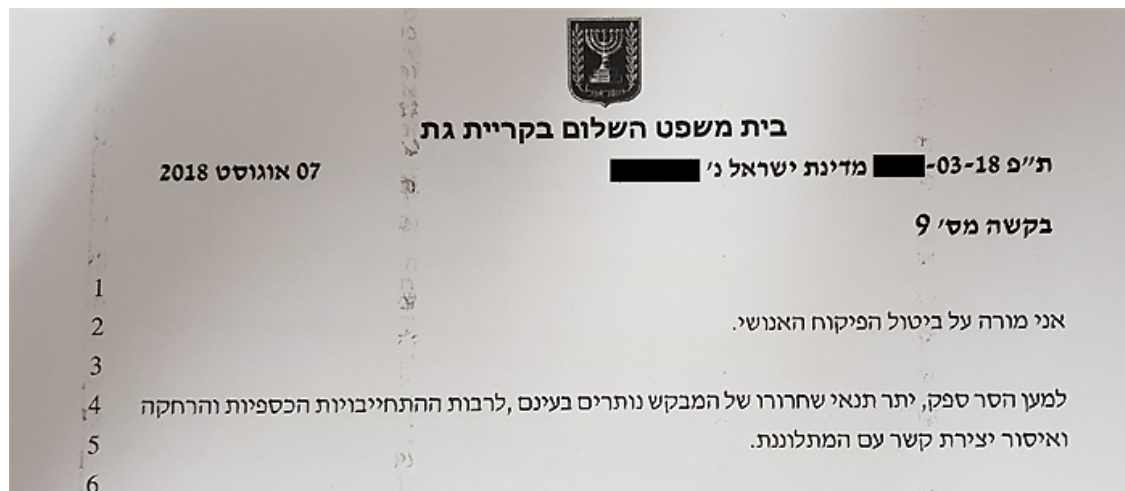 ישראל
בית משפט השלום בקריית גת
ת"פ 03-18- מדינת ישראל נ' 07 אוגוסט 2018
בקשה מס' 9
1
2 אני מורה על ביטול הפיקוח האנושי.
3
4 למען הסר ספק, יתר תנאי שחרורו של המבקש נותרים בעינם ,לרבות ההתחייבויות הכספיות והרחקה
5 ואיסור יצירת קשר עם המתלוננת.
6